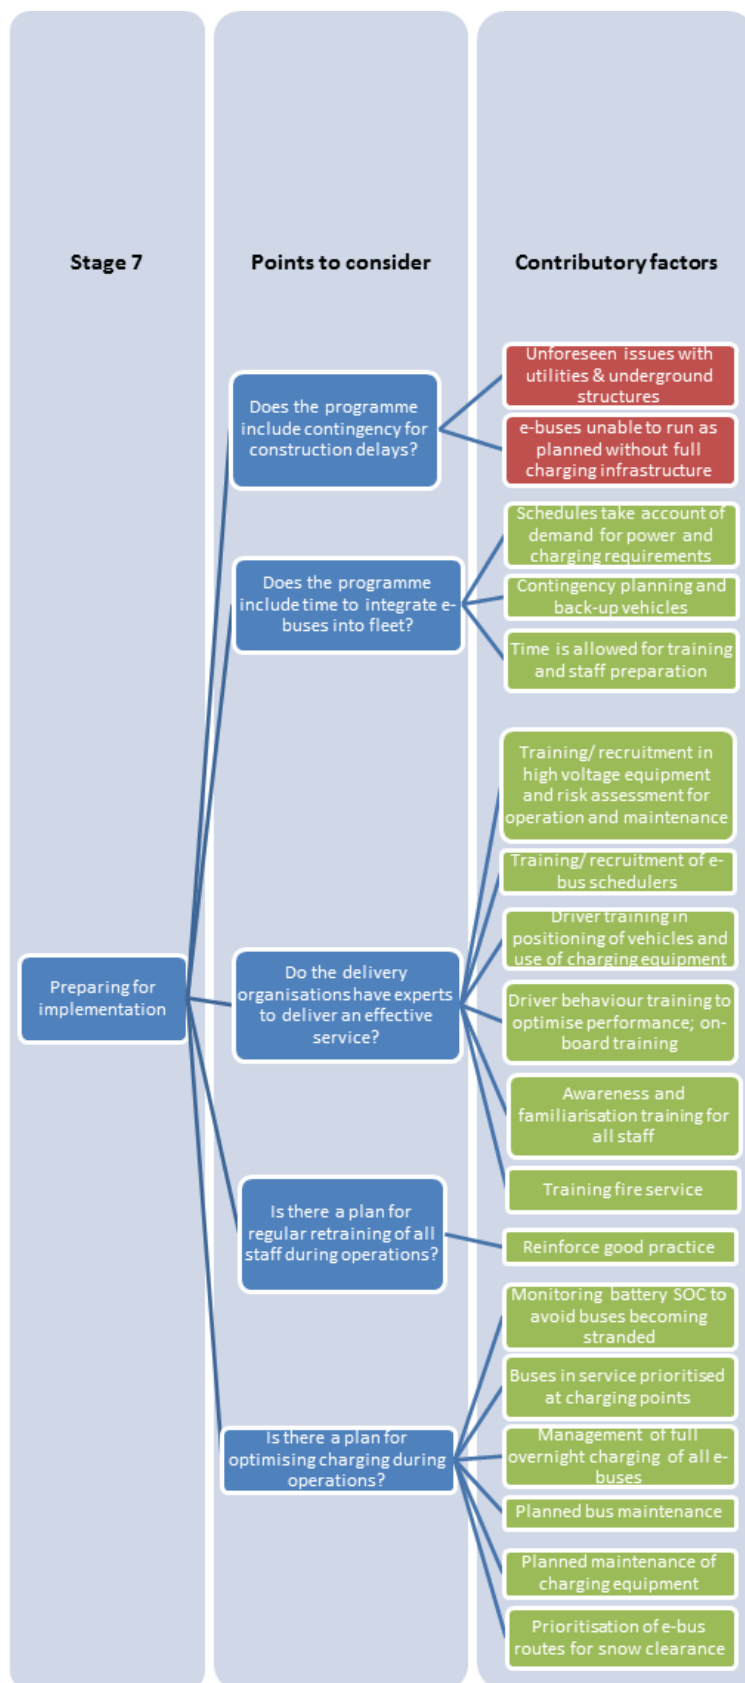 Stage 7
Points to consider
Contributory factors
Preparing for
implementation
Does the programme
include contingency for
construction delays?
Unforeseen issues with
utilities & underground
structures
e-buses unable to run as
planned without full
charging infrastructure
Does the programme
include time to integrate e-
buses into fleet?
Schedules take account of
demand for power and
charging requirements
Contingency planning and
back-up vehicles
Time is allowed for training
and staff preparation
Do the delivery
organisations have experts
to deliver an effective
service?
Training/ recruitment in
high voltage equipment
and risk assessment for
operation and maintenance
Training/ recruitment of e-
bus schedulers
Driver training in
positioning of vehicles and
use of charging equipment
Driver behaviour training to
optimise performance; on-
board training
Awareness and
familiarisation training for
all staff
Training fire service
Is there a plan for
regular retraining of all
staff during operations?
Reinforce good practice
Is there a plan for
optimising charging during
operations?
Monitoring battery SOC to
avoid buses becoming
stranded
Buses in service prioritised
at charging points
Management of full
overnight charging of all e-
buses
Planned bus maintenance
Planned maintenance of
charging equipment
Prioritisation of e-bus
routes for snow clearance